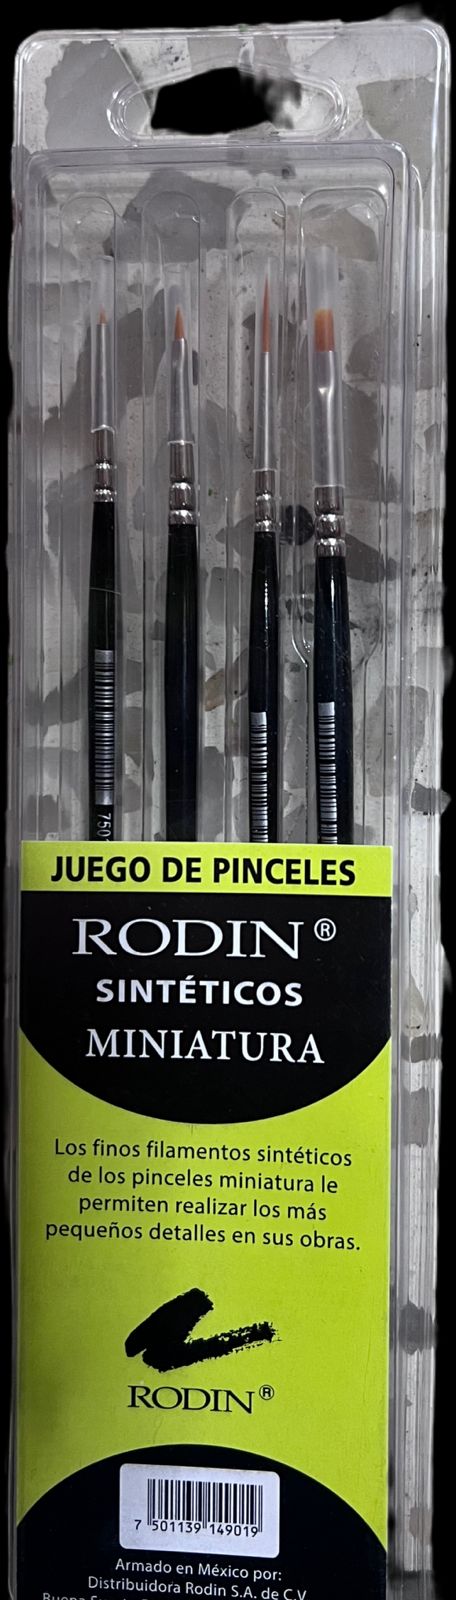 JUEGO DE PINCELES
RODIN ®
SINTÉTICOS
MINIATURA
Los finos filamentos sintéticos
de los pinceles miniatura le
permiten realizar los más
pequeños detalles en sus obras.
RODIN ®
7 501139 149019
Armado en México por:
Distribuidora Rodin S.A. de C.V